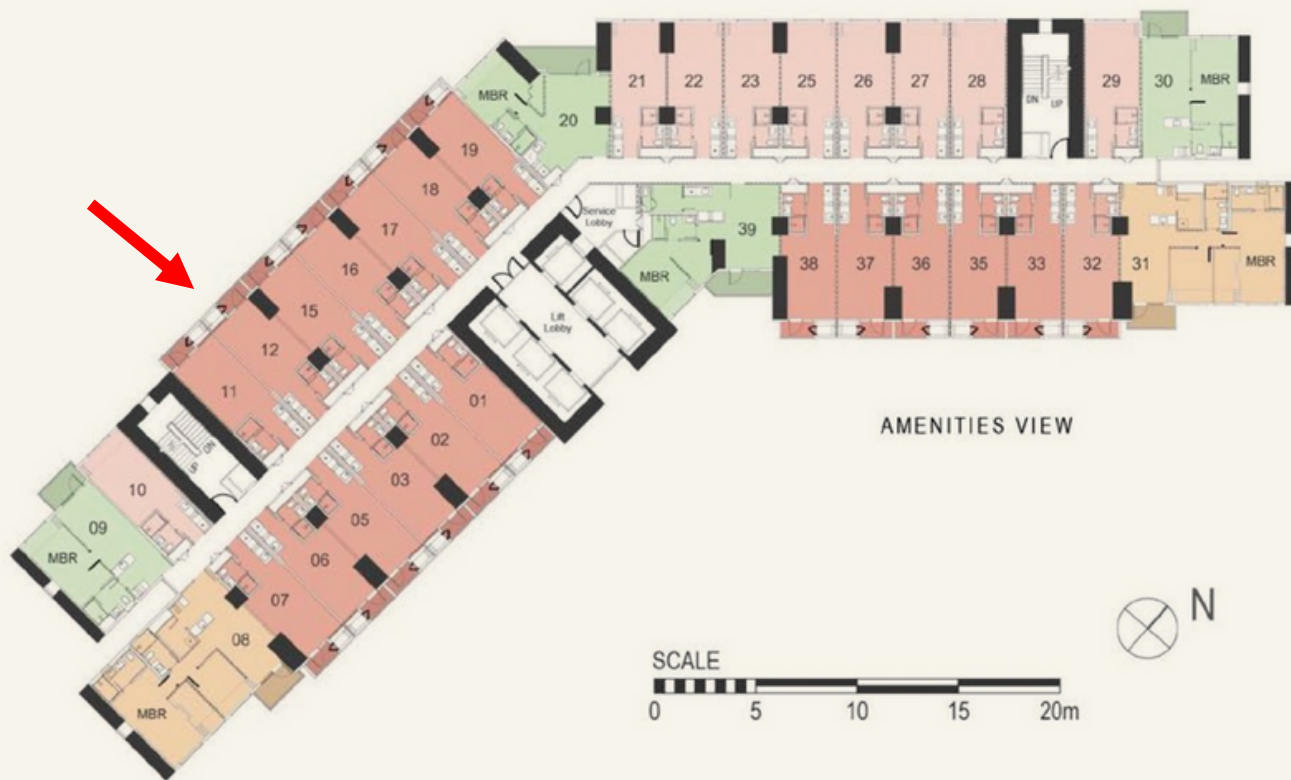 21 22 23 25 26 27 28 29 30 MBR
DN UP
MBR 20
19
18
17
16
15
12
11
Service
Lobby
39
MBR
38 37 36 35 33 32 31 MBR
Lift
Lobby
DN
01
02
03
05
06
07
10
09
MBR
08
MBR
AMENITIES VIEW
N
SCALE
0 5 10 15 20m